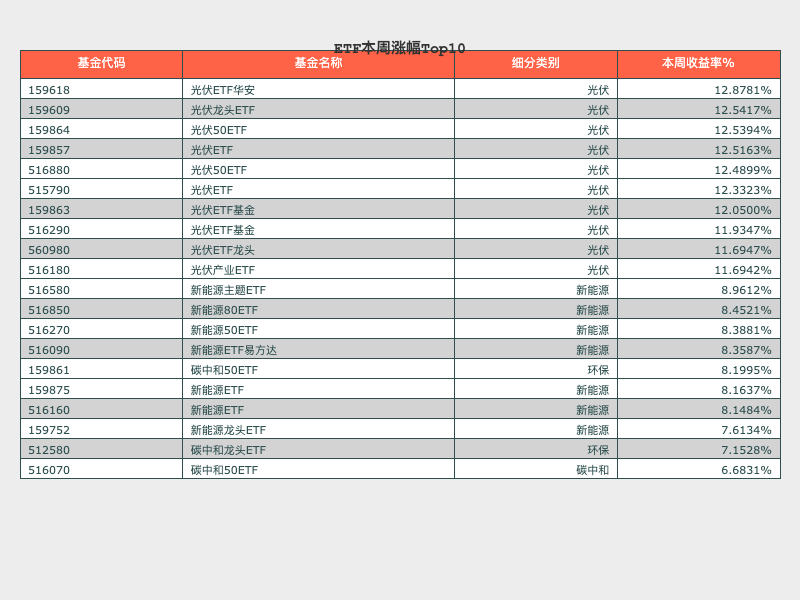 ETF本周涨幅Top10
基金代码 基金名称 细分类别 本周收益率%
159618 光伏ETF华安 光伏 12.8781%
159609 光伏龙头ETF 光伏 12.5417%
159864 光伏50ETF 光伏 12.5394%
159857 光伏ETF 光伏 12.5163%
516880 光伏50ETF 光伏 12.4899%
515790 光伏ETF 光伏 12.3323%
159863 光伏ETF基金 光伏 12.0500%
516290 光伏ETF基金 光伏 11.9347%
560980 光伏ETF龙头 光伏 11.6947%
516180 光伏产业ETF 光伏 11.6942%
516580 新能源主题ETF 新能源 8.9612%
516850 新能源80ETF 新能源 8.4521%
516270 新能源50ETF 新能源 8.3881%
516090 新能源ETF易方达 新能源 8.3587%
159861 碳中和50ETF 环保 8.1995%
159875 新能源ETF 新能源 8.1637%
516160 新能源ETF 新能源 8.1484%
159752 新能源龙头ETF 新能源 7.6134%
512580 碳中和龙头ETF 环保 7.1528%
516070 碳中和50ETF 碳中和 6.6831%